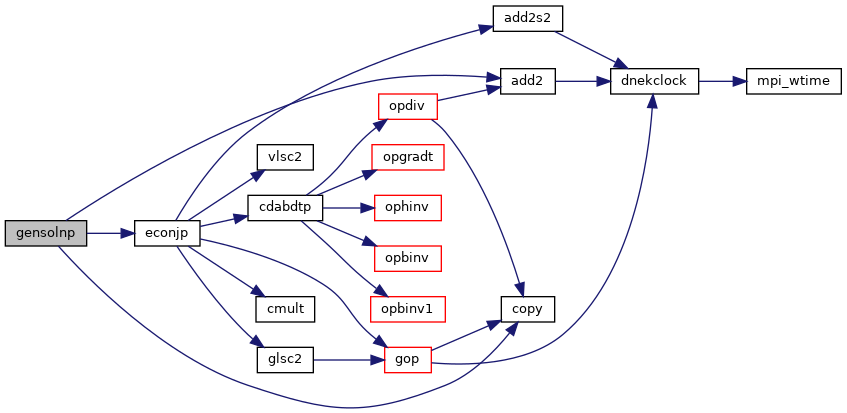 add2s2
add2
dnekclock
mpi_wtime
opdiv
vlsc2
opgradt
cdabdtp
ophinv
gensolnp
econjp
opbinv
cmult
opbinv1
copy
glsc2
gop